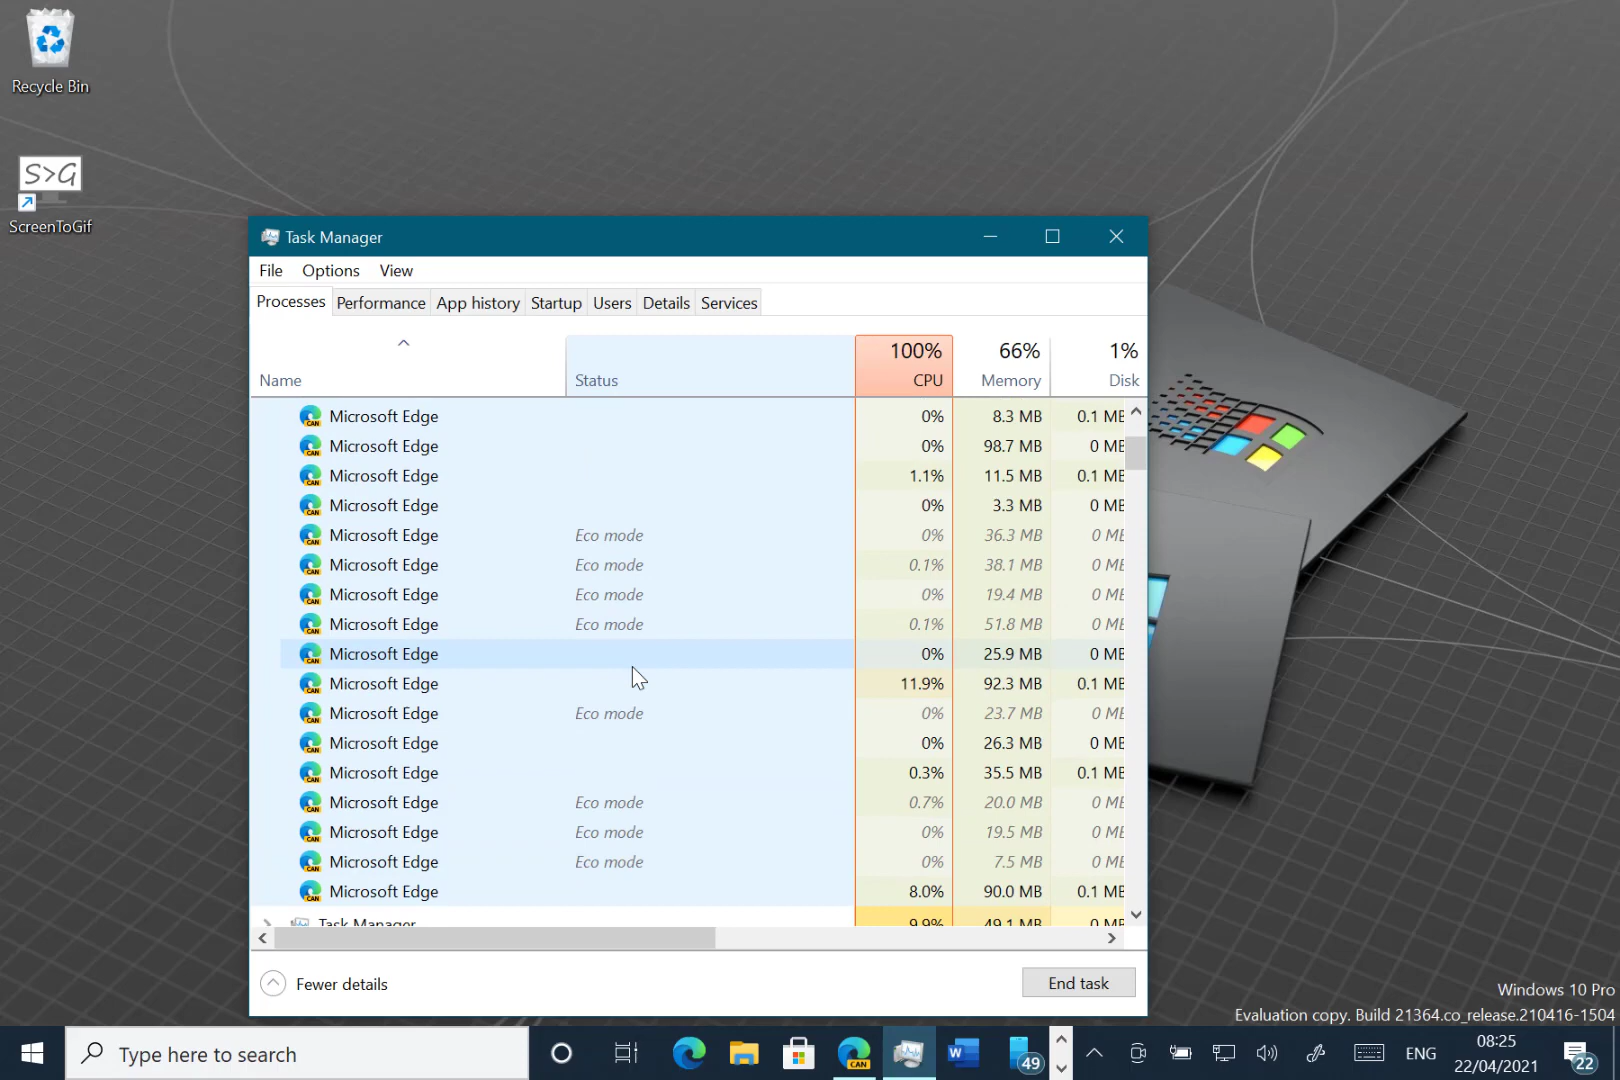 Recycle Bin
S>G
ScreenToGif
Task Manager
File Options View
Processes Performance App history Startup Users Details Services
100% 66% 1%
Name Status CPU Memory Disk
Microsoft Edge 0% 8.3 MB 0.1 MB
Microsoft Edge 0% 98.7 MB 0 MB
Microsoft Edge 1.1% 11.5 MB 0.1 MB
Microsoft Edge 0% 3.3 MB 0 MB
Microsoft Edge Eco mode 0% 36.3 MB 0 MB
Microsoft Edge Eco mode 0.1% 38.1 MB 0 MB
Microsoft Edge Eco mode 0% 19.4 MB 0 MB
Microsoft Edge Eco mode 0.1% 51.8 MB 0 MB
Microsoft Edge 0% 25.9 MB 0 MB
Microsoft Edge 11.9% 92.3 MB 0.1 MB
Microsoft Edge Eco mode 0% 23.7 MB 0 MB
Microsoft Edge 0% 26.3 MB 0 MB
Microsoft Edge 0.3% 35.5 MB 0.1 MB
Microsoft Edge Eco mode 0.7% 20.0 MB 0 MB
Microsoft Edge Eco mode 0% 19.5 MB 0 MB
Microsoft Edge Eco mode 0% 7.5 MB 0 MB
Microsoft Edge 8.0% 90.0 MB 0.1 MB
Task Manager 9.9% 49.1 MB 0 MB
Fewer details End task
Windows 10 Pro
Evaluation copy. Build 21364.co_release.210416-1504
Type here to search CAN W 49 ENG 08:25
22/04/2021 22